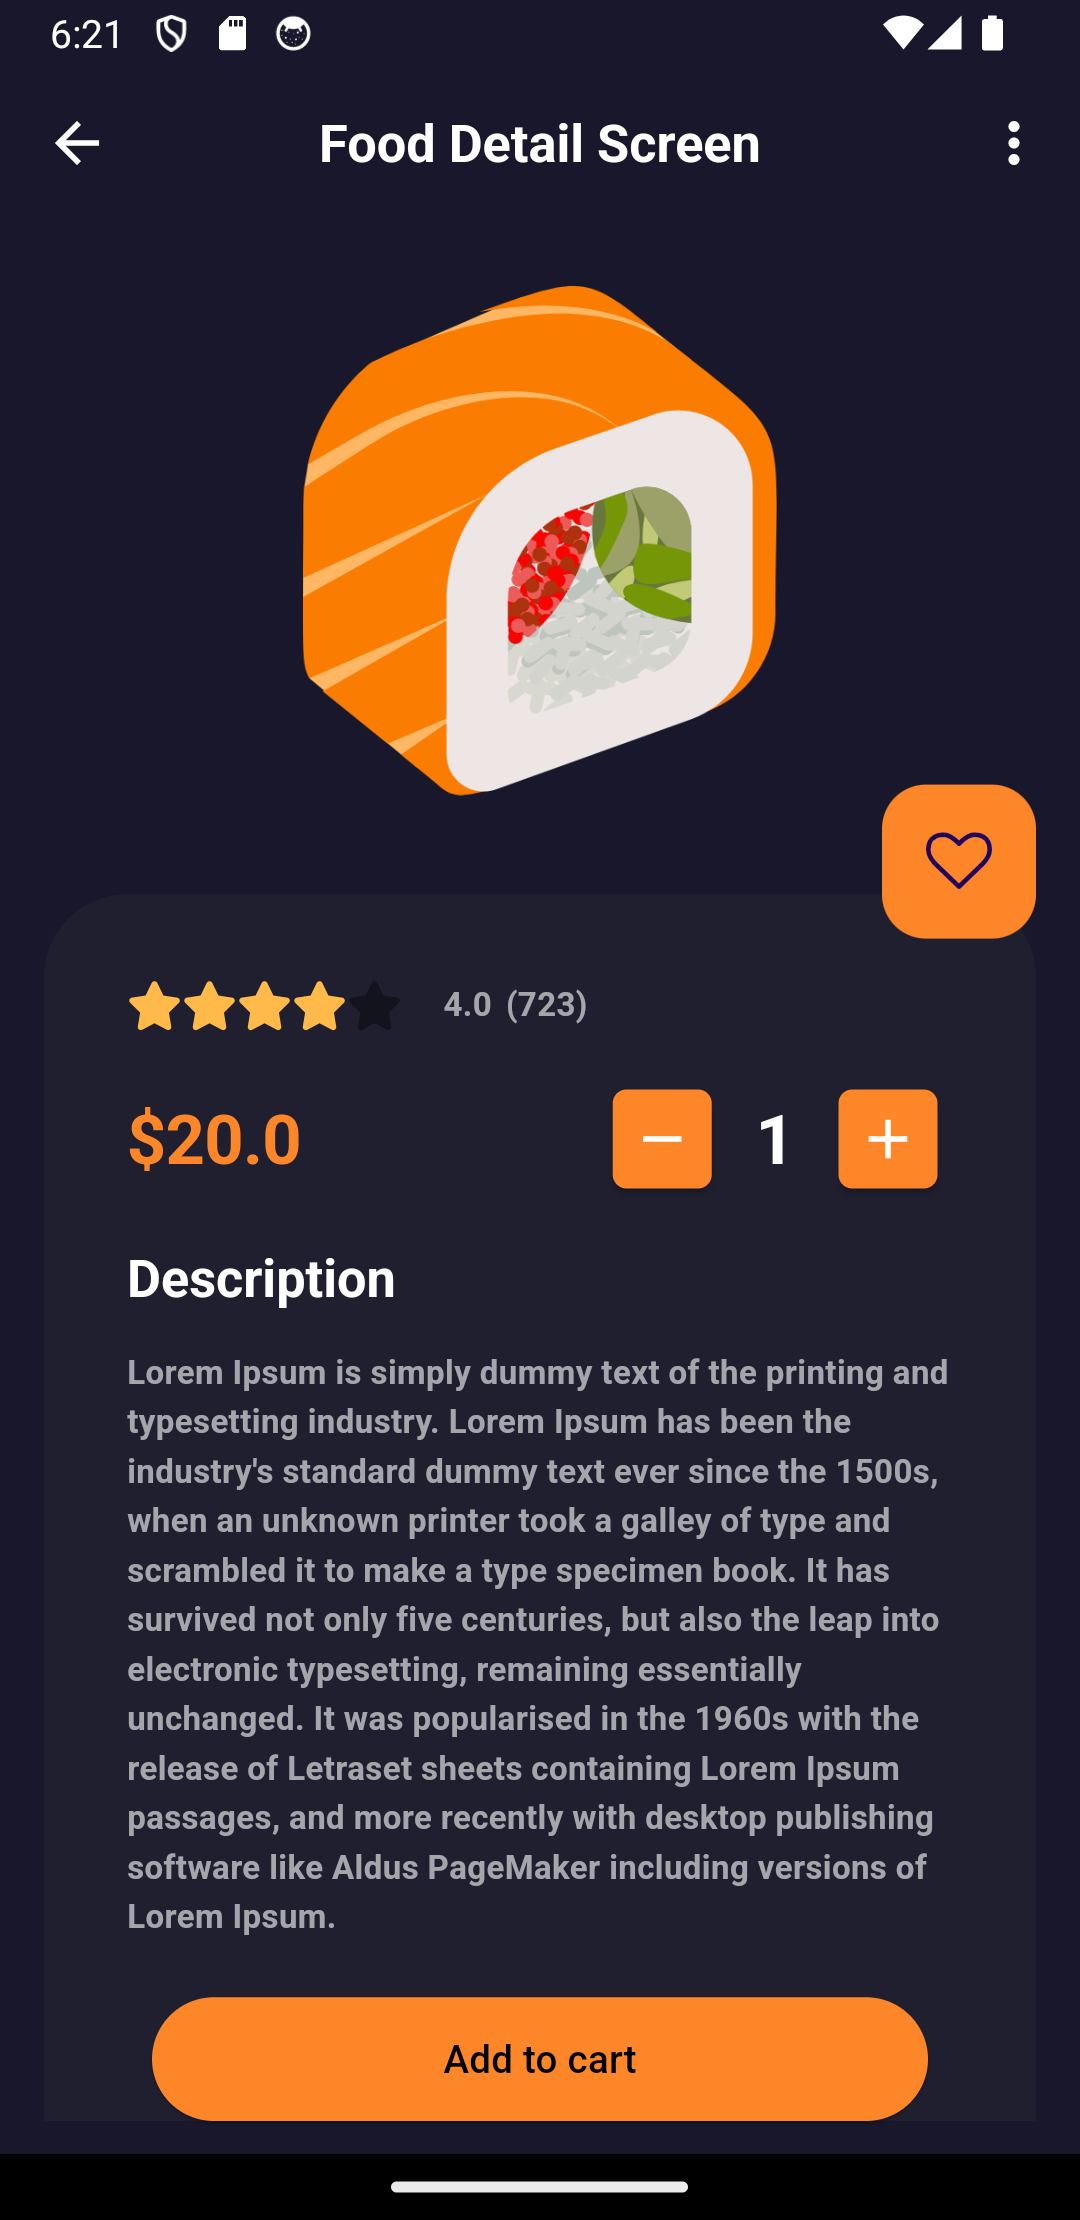 6:21
Food Detail Screen
4.0 (723)
$20.0
1
Description
Lorem Ipsum is simply dummy text of the printing and
typesetting industry. Lorem Ipsum has been the
industry's standard dummy text ever since the 1500s,
when an unknown printer took a galley of type and
scrambled it to make a type specimen book. It has
survived not only five centuries, but also the leap into
electronic typesetting, remaining essentially
unchanged. It was popularised in the 1960s with the
release of Letraset sheets containing Lorem Ipsum
passages, and more recently with desktop publishing
software like Aldus PageMaker including versions of
Lorem Ipsum.
Add to cart